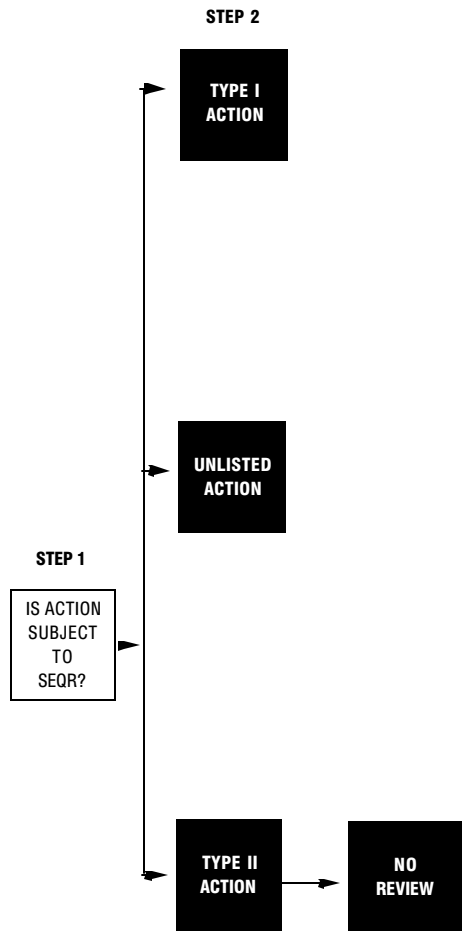 STEP 2
TYPE I
ACTION
UNLISTED
ACTION
STEP 1
IS ACTION
SUBJECT
TO
SEQR?
TYPE II
ACTION
NO
REVIEW